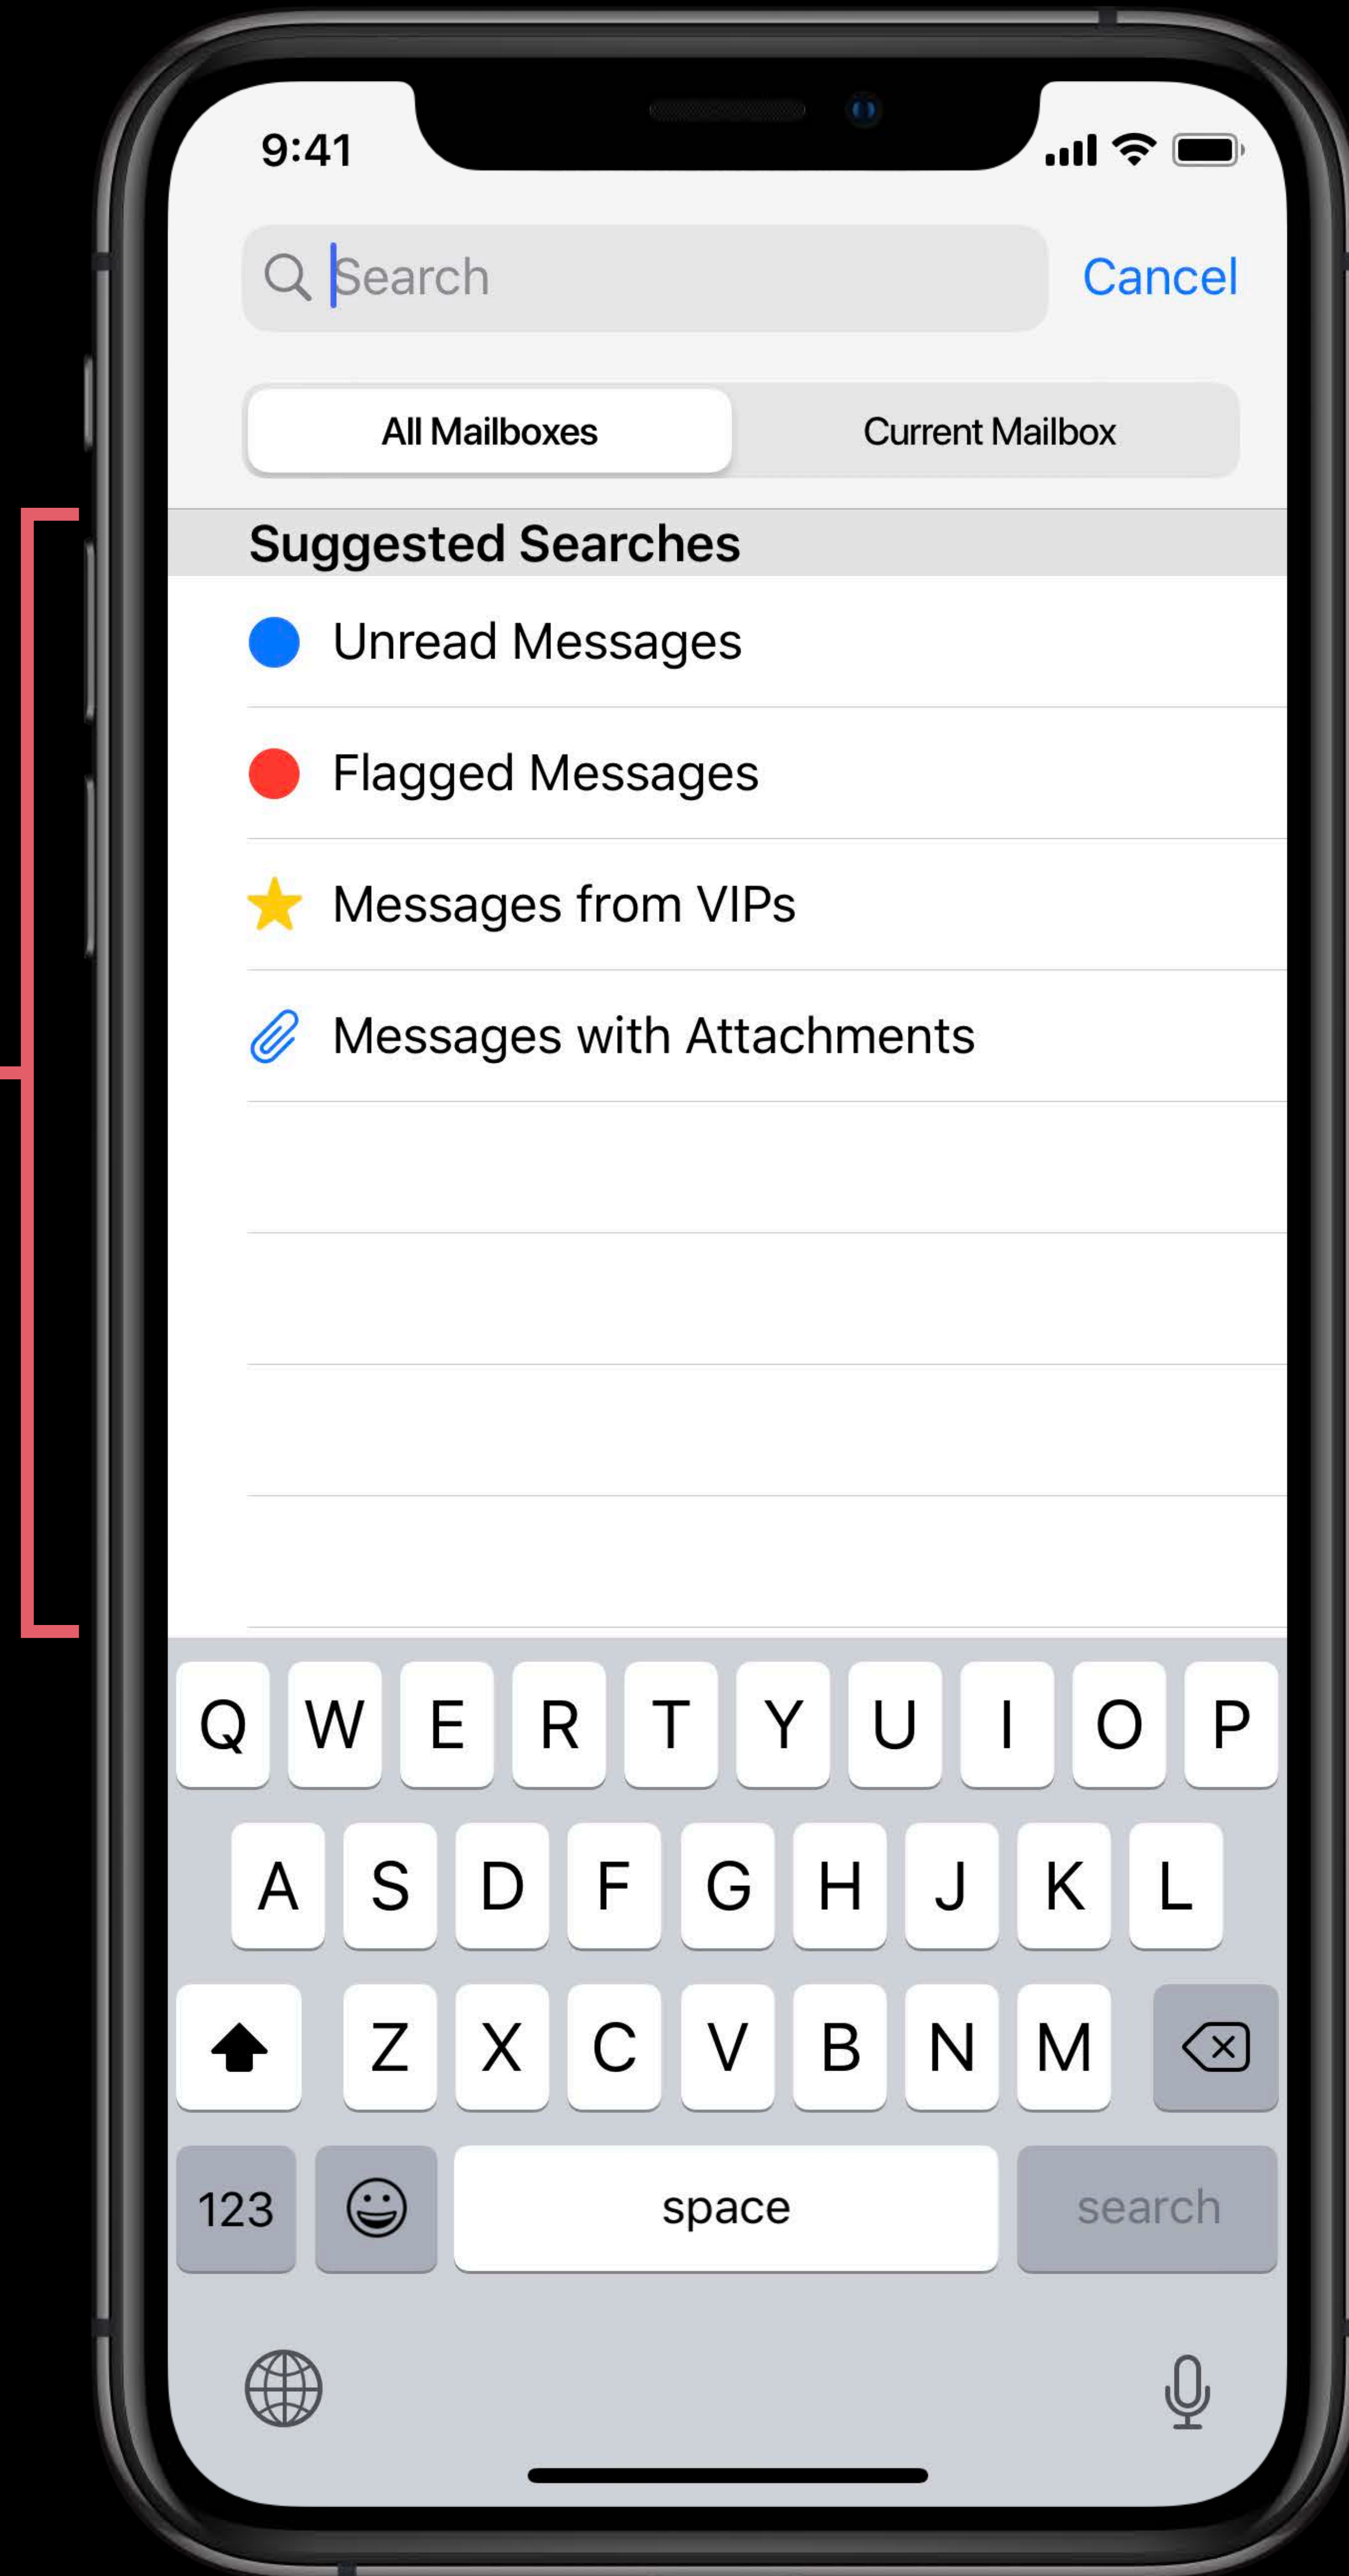 9:41
Search
Cancel
All Mailboxes
Current Mailbox
Suggested Searches
Unread Messages
Flagged Messages
Messages from VIPs
Messages with Attachments
Q W E R T Y U I O P
A S D F G H J K L
Z X C V B N M
123 space search